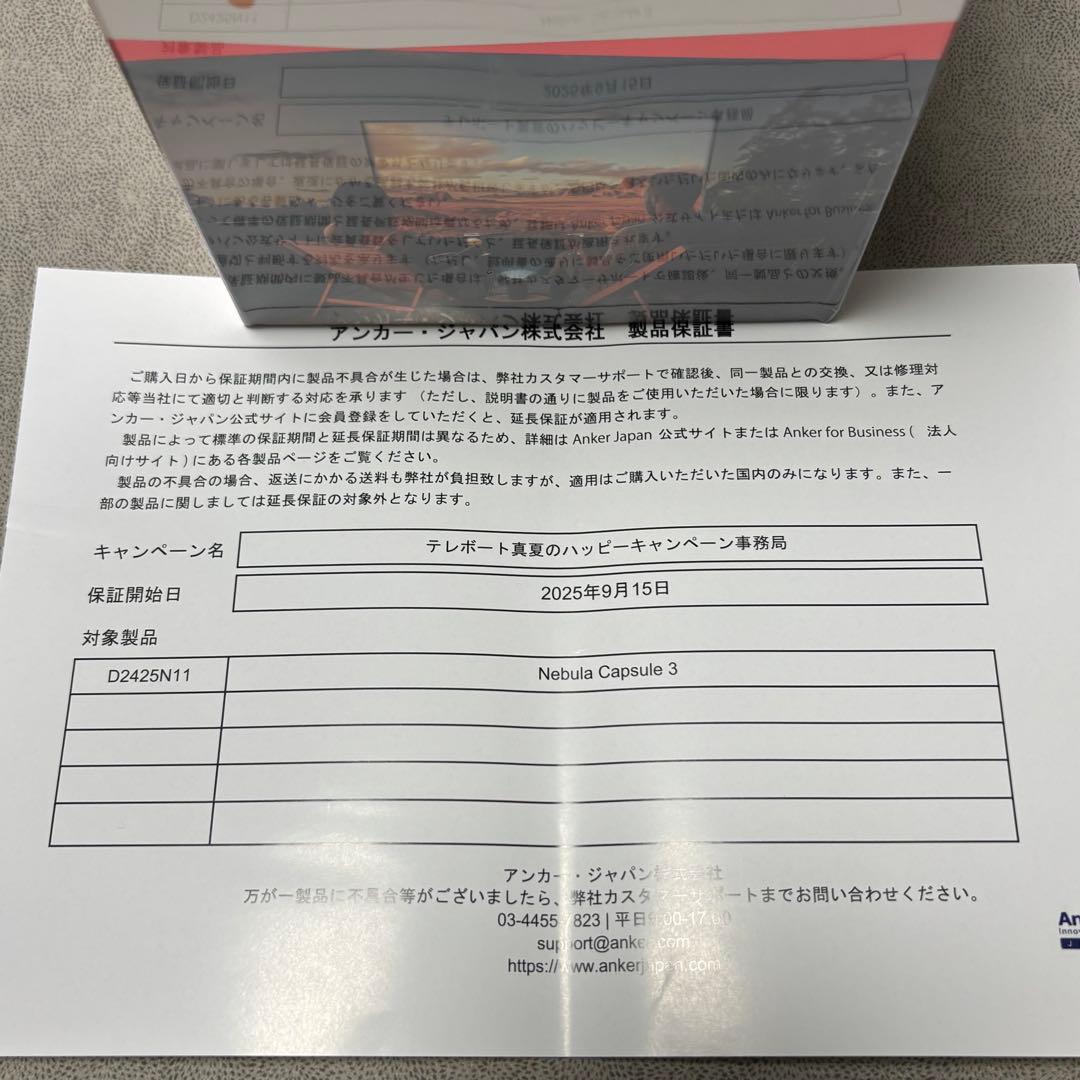 アンカー・ジャパン株式会社　製品保証書
ご購入日から保証期間内に製品不具合が生じた場合は、弊社カスタマーサポートで確認後、同一製品との交換、又は修理対
応等当社にて適切と判断する対応を承ります（ただし、説明書の通りに製品をご使用いただいた場合に限ります）。また、ア
ンカー・ジャパン公式サイトに会員登録をしていただくと、延長保証が適用されます。
製品によって標準の保証期間と延長保証期間は異なるため、詳細は Anker Japan 公式サイトまたは Anker for Business (　法人
向けサイト ) にある各製品ページをご覧ください。
製品の不具合の場合、返送にかかる送料も弊社が負担致しますが、適用はご購入いただいた国内のみになります。また、一
部の製品に関しましては延長保証の対象外となります。
キャンペーン名 テレボート真夏のハッピーキャンペーン事務局
保証開始日 2025年9月15日
対象製品
D2425N11 Nebula Capsule 3
アンカー・ジャパン株式会社
万が一製品に不具合等がございましたら、弊社カスタマーサポートまでお問い合わせください。
03-4455-7823 | 平日9:00-17:00
support@anker.com
https://www.ankerjapan.com
An
Innov
J